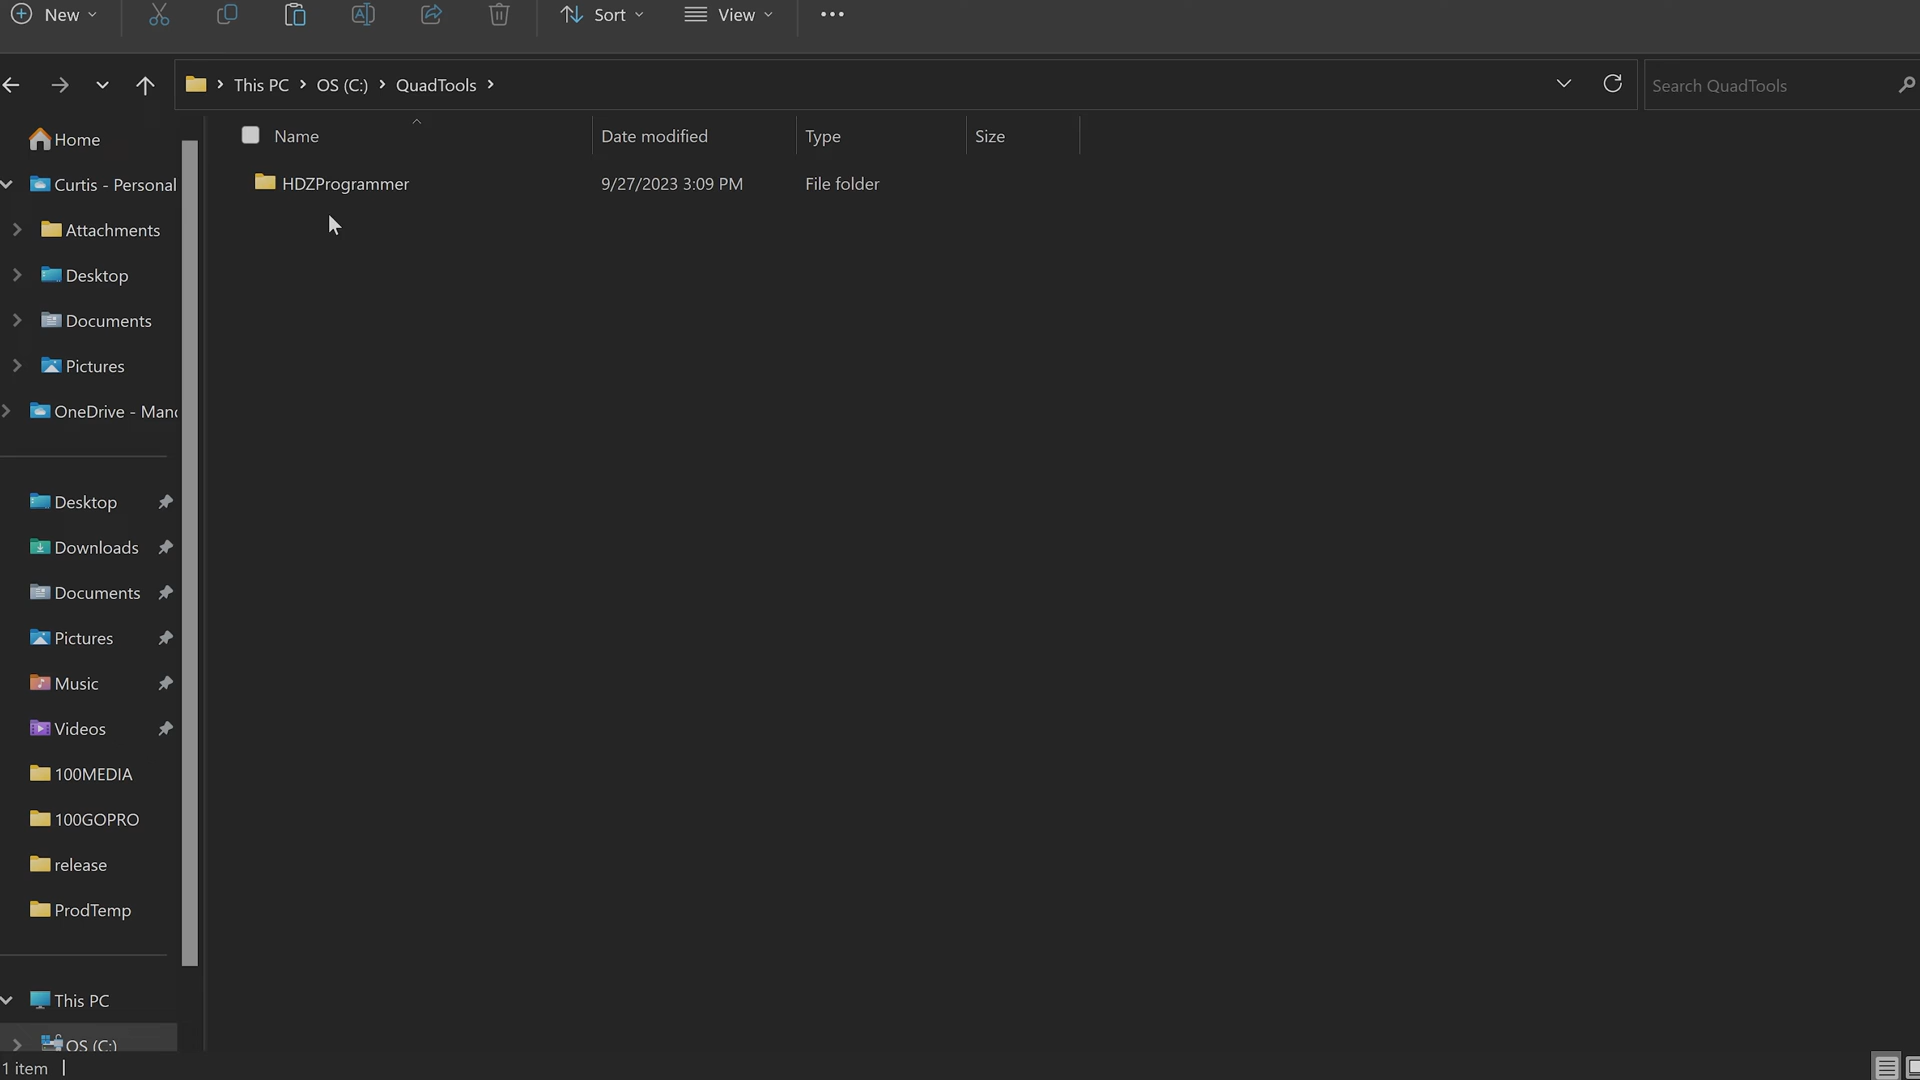 New Sort View
This PC OS (C:) QuadTools Search QuadTools
Name Date modified Type Size
HDZProgrammer 9/27/2023 3:09 PM File folder
Home
Curtis - Personal
Attachments
Desktop
Documents
Pictures
OneDrive - Mand
Desktop
Downloads
Documents
Pictures
Music
Videos
100MEDIA
100GOPRO
release
ProdTemp
This PC
OS (C:)
1 item